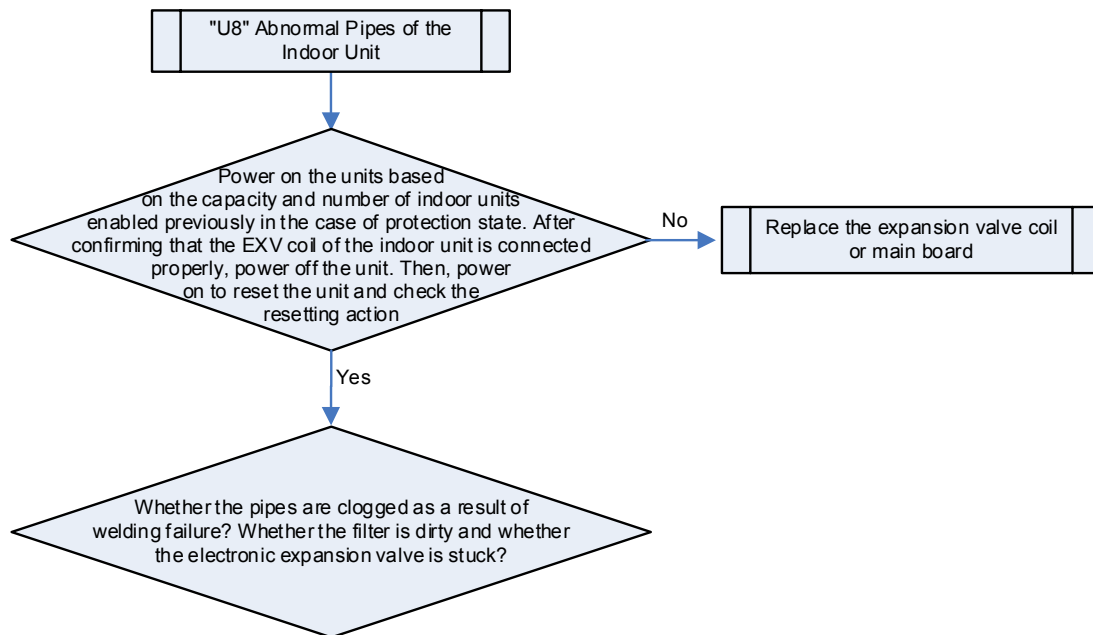 "U8" Abnormal Pipes of the
Indoor Unit
Power on the units based
on the capacity and number of indoor units
enabled previously in the case of protection state. After
confirming that the EXV coil of the indoor unit is connected
properly, power off the unit. Then, power
on to reset the unit and check the
resetting action
No
Replace the expansion valve coil
or main board
Yes
Whether the pipes are clogged as a result of
welding failure? Whether the filter is dirty and whether
the electronic expansion valve is stuck?